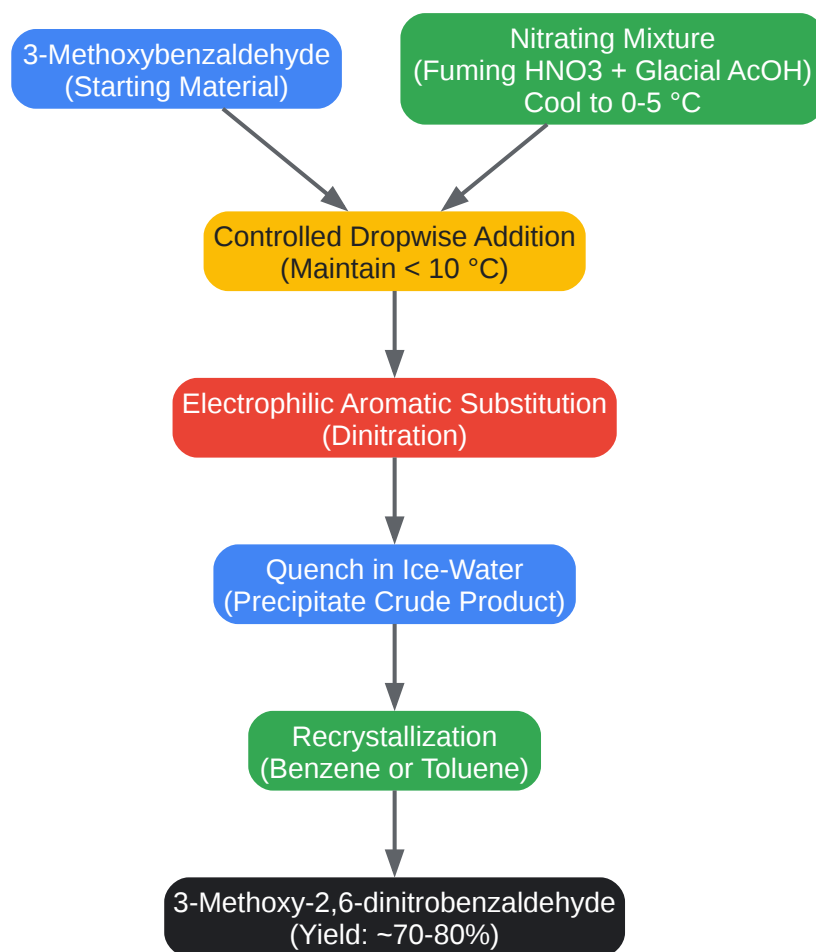 3-Methoxybenzaldehyde
(Starting Material)
Nitrating Mixture
(Fuming HNO3 + Glacial AcOH)
Cool to 0-5 °C
Controlled Dropwise Addition
(Maintain < 10 °C)
Electrophilic Aromatic Substitution
(Dinitration)
Quench in Ice-Water
(Precipitate Crude Product)
Recrystallization
(Benzene or Toluene)
3-Methoxy-2,6-dinitrobenzaldehyde
(Yield: ~70-80%)